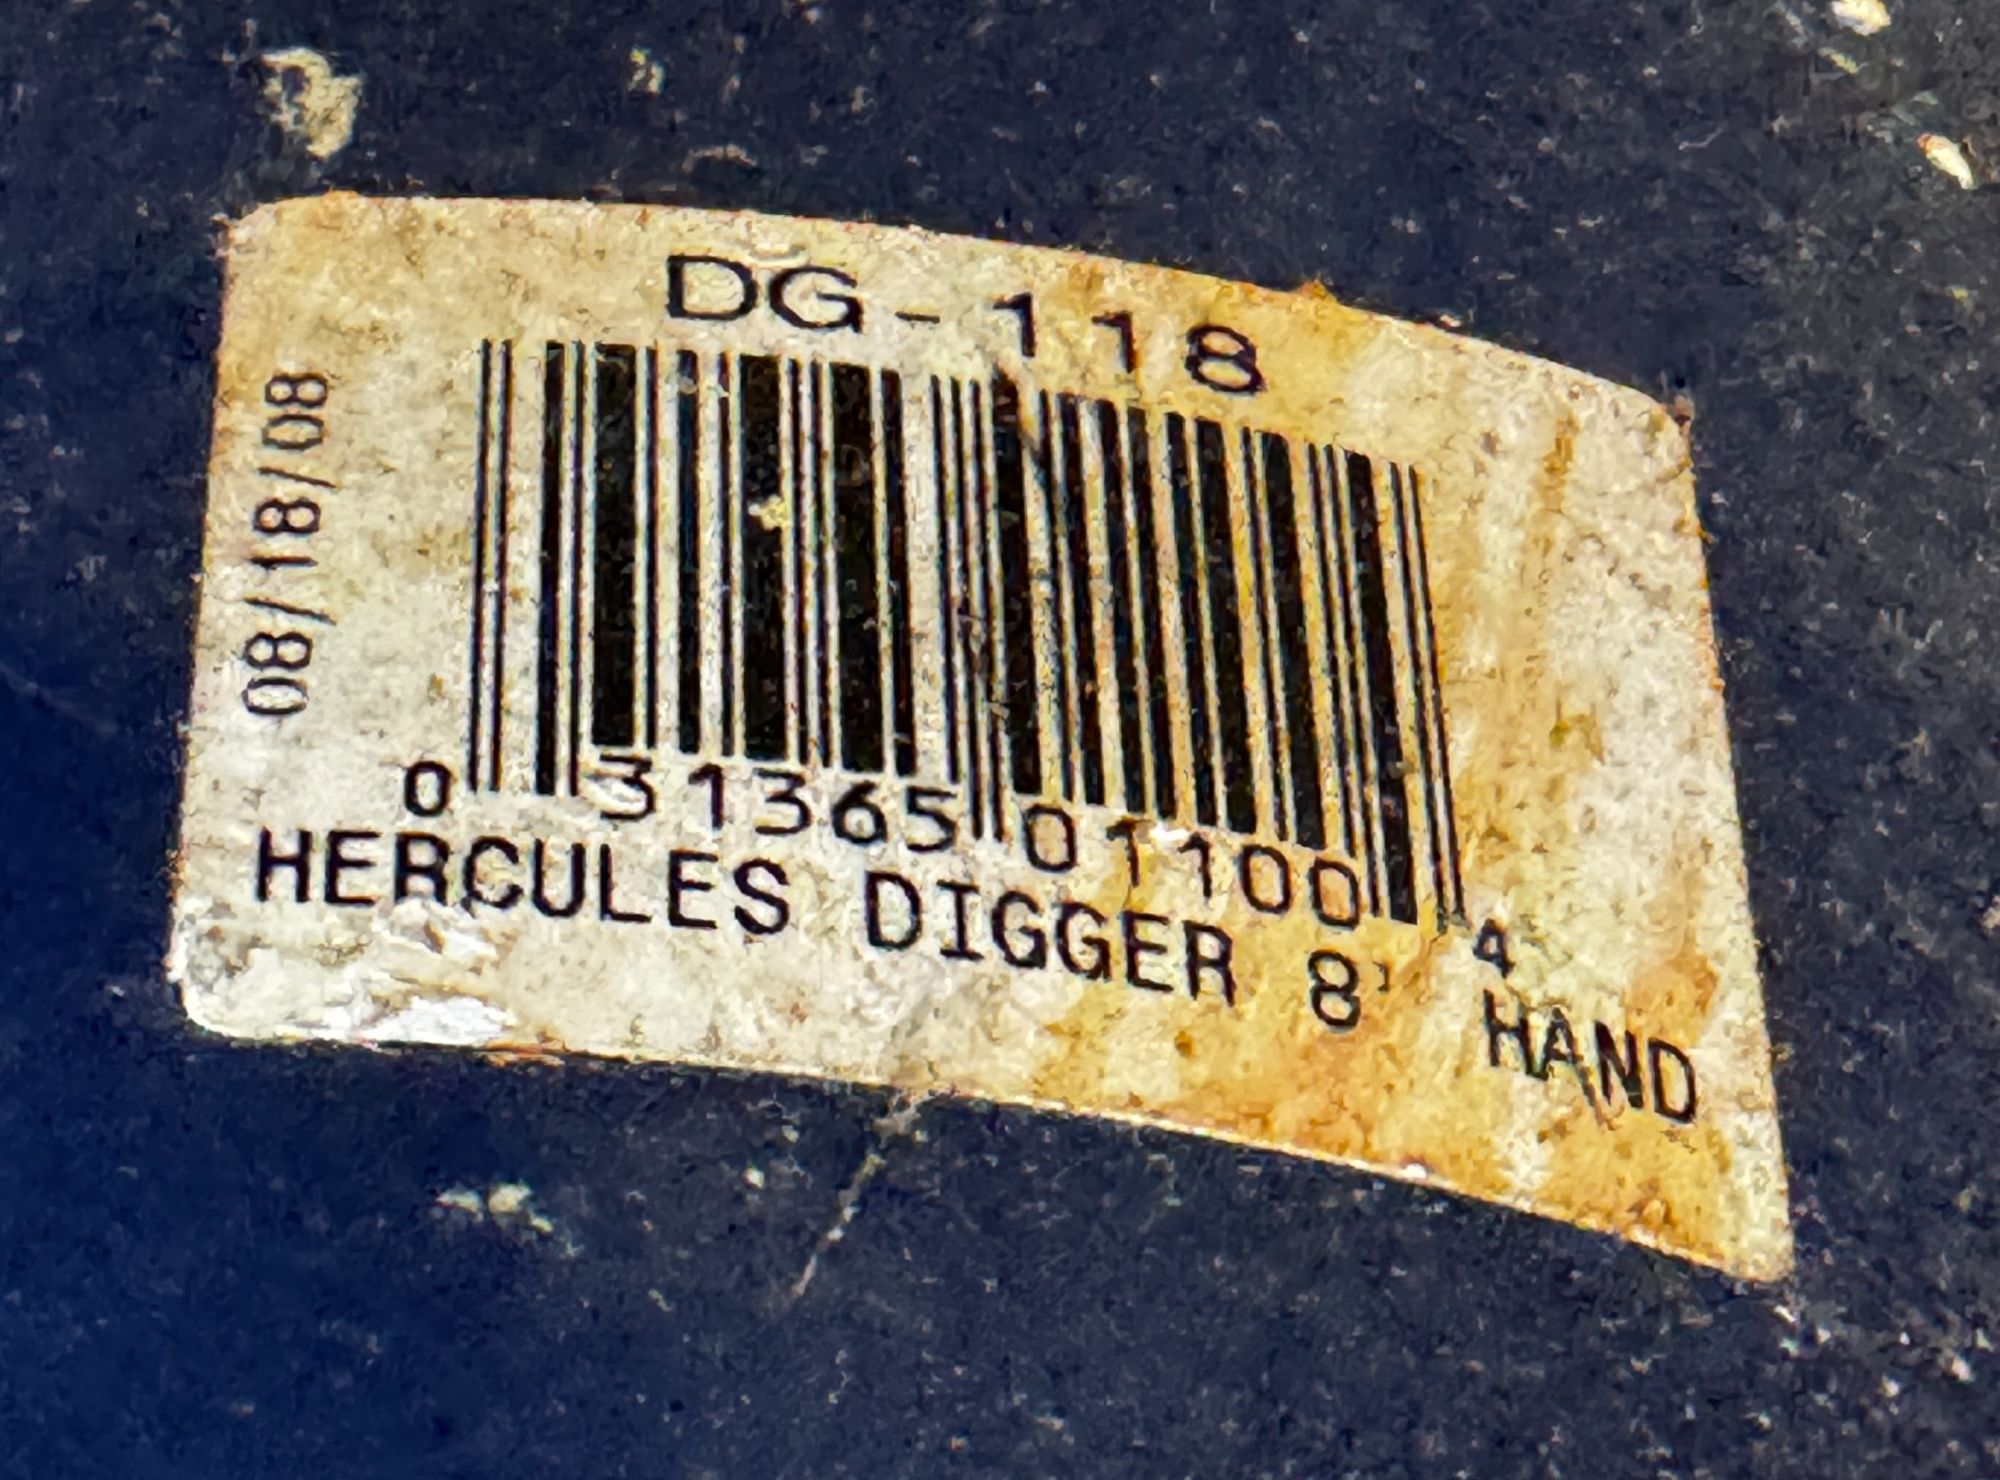 DG-118
08/18/08
0 31365 01100 4
HERCULES DIGGER 8' HAND